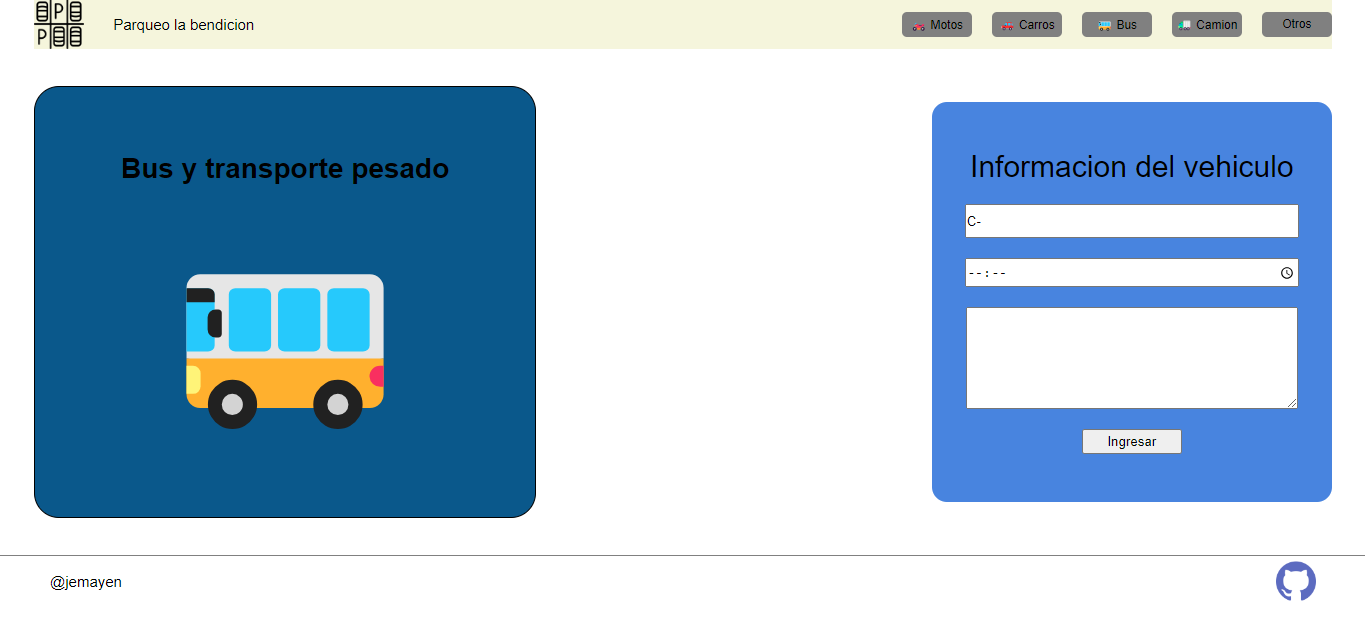 P
P
Parqueo la bendicion
Motos
Carros
Bus
Camion
Otros
Bus y transporte pesado
Informacion del vehiculo
C-
--:--
Ingresar
@jemayen